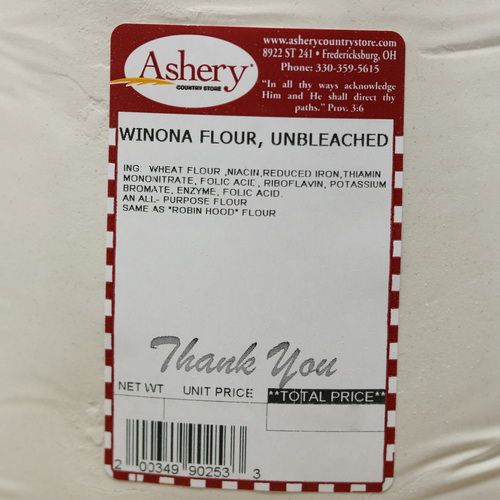 Ashery
COUNTRY STORE
www.asherycountrystore.com
8922 ST 241 • Fredericksburg, OH
Phone: 330-359-5615
"In all thy ways acknowledge
Him and He shall direct thy
paths." Prov. 3:6
WINONA FLOUR, UNBLEACHED
ING: WHEAT FLOUR ,NIACIN,REDUCED IRON,THIAMIN
MONONITRATE, FOLIC ACID , RIBOFLAVIN, POTASSIUM
BROMATE, ENZYME, FOLIC ACID.
AN ALL- PURPOSE FLOUR
SAME AS "ROBIN HOOD" FLOUR
Thank You
NET WT UNIT PRICE **TOTAL PRICE**
2 00349 90253 3